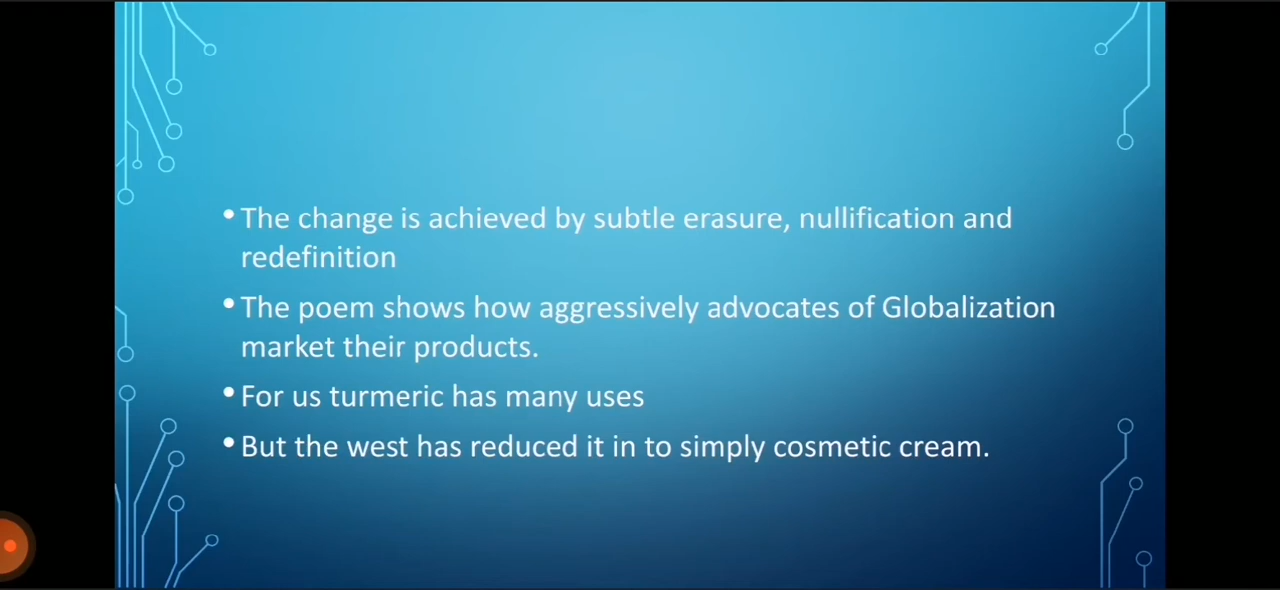 • The change is achieved by subtle erasure, nullification and
redefinition
• The poem shows how aggressively advocates of Globalization
market their products.
• For us turmeric has many uses
• But the west has reduced it in to simply cosmetic cream.